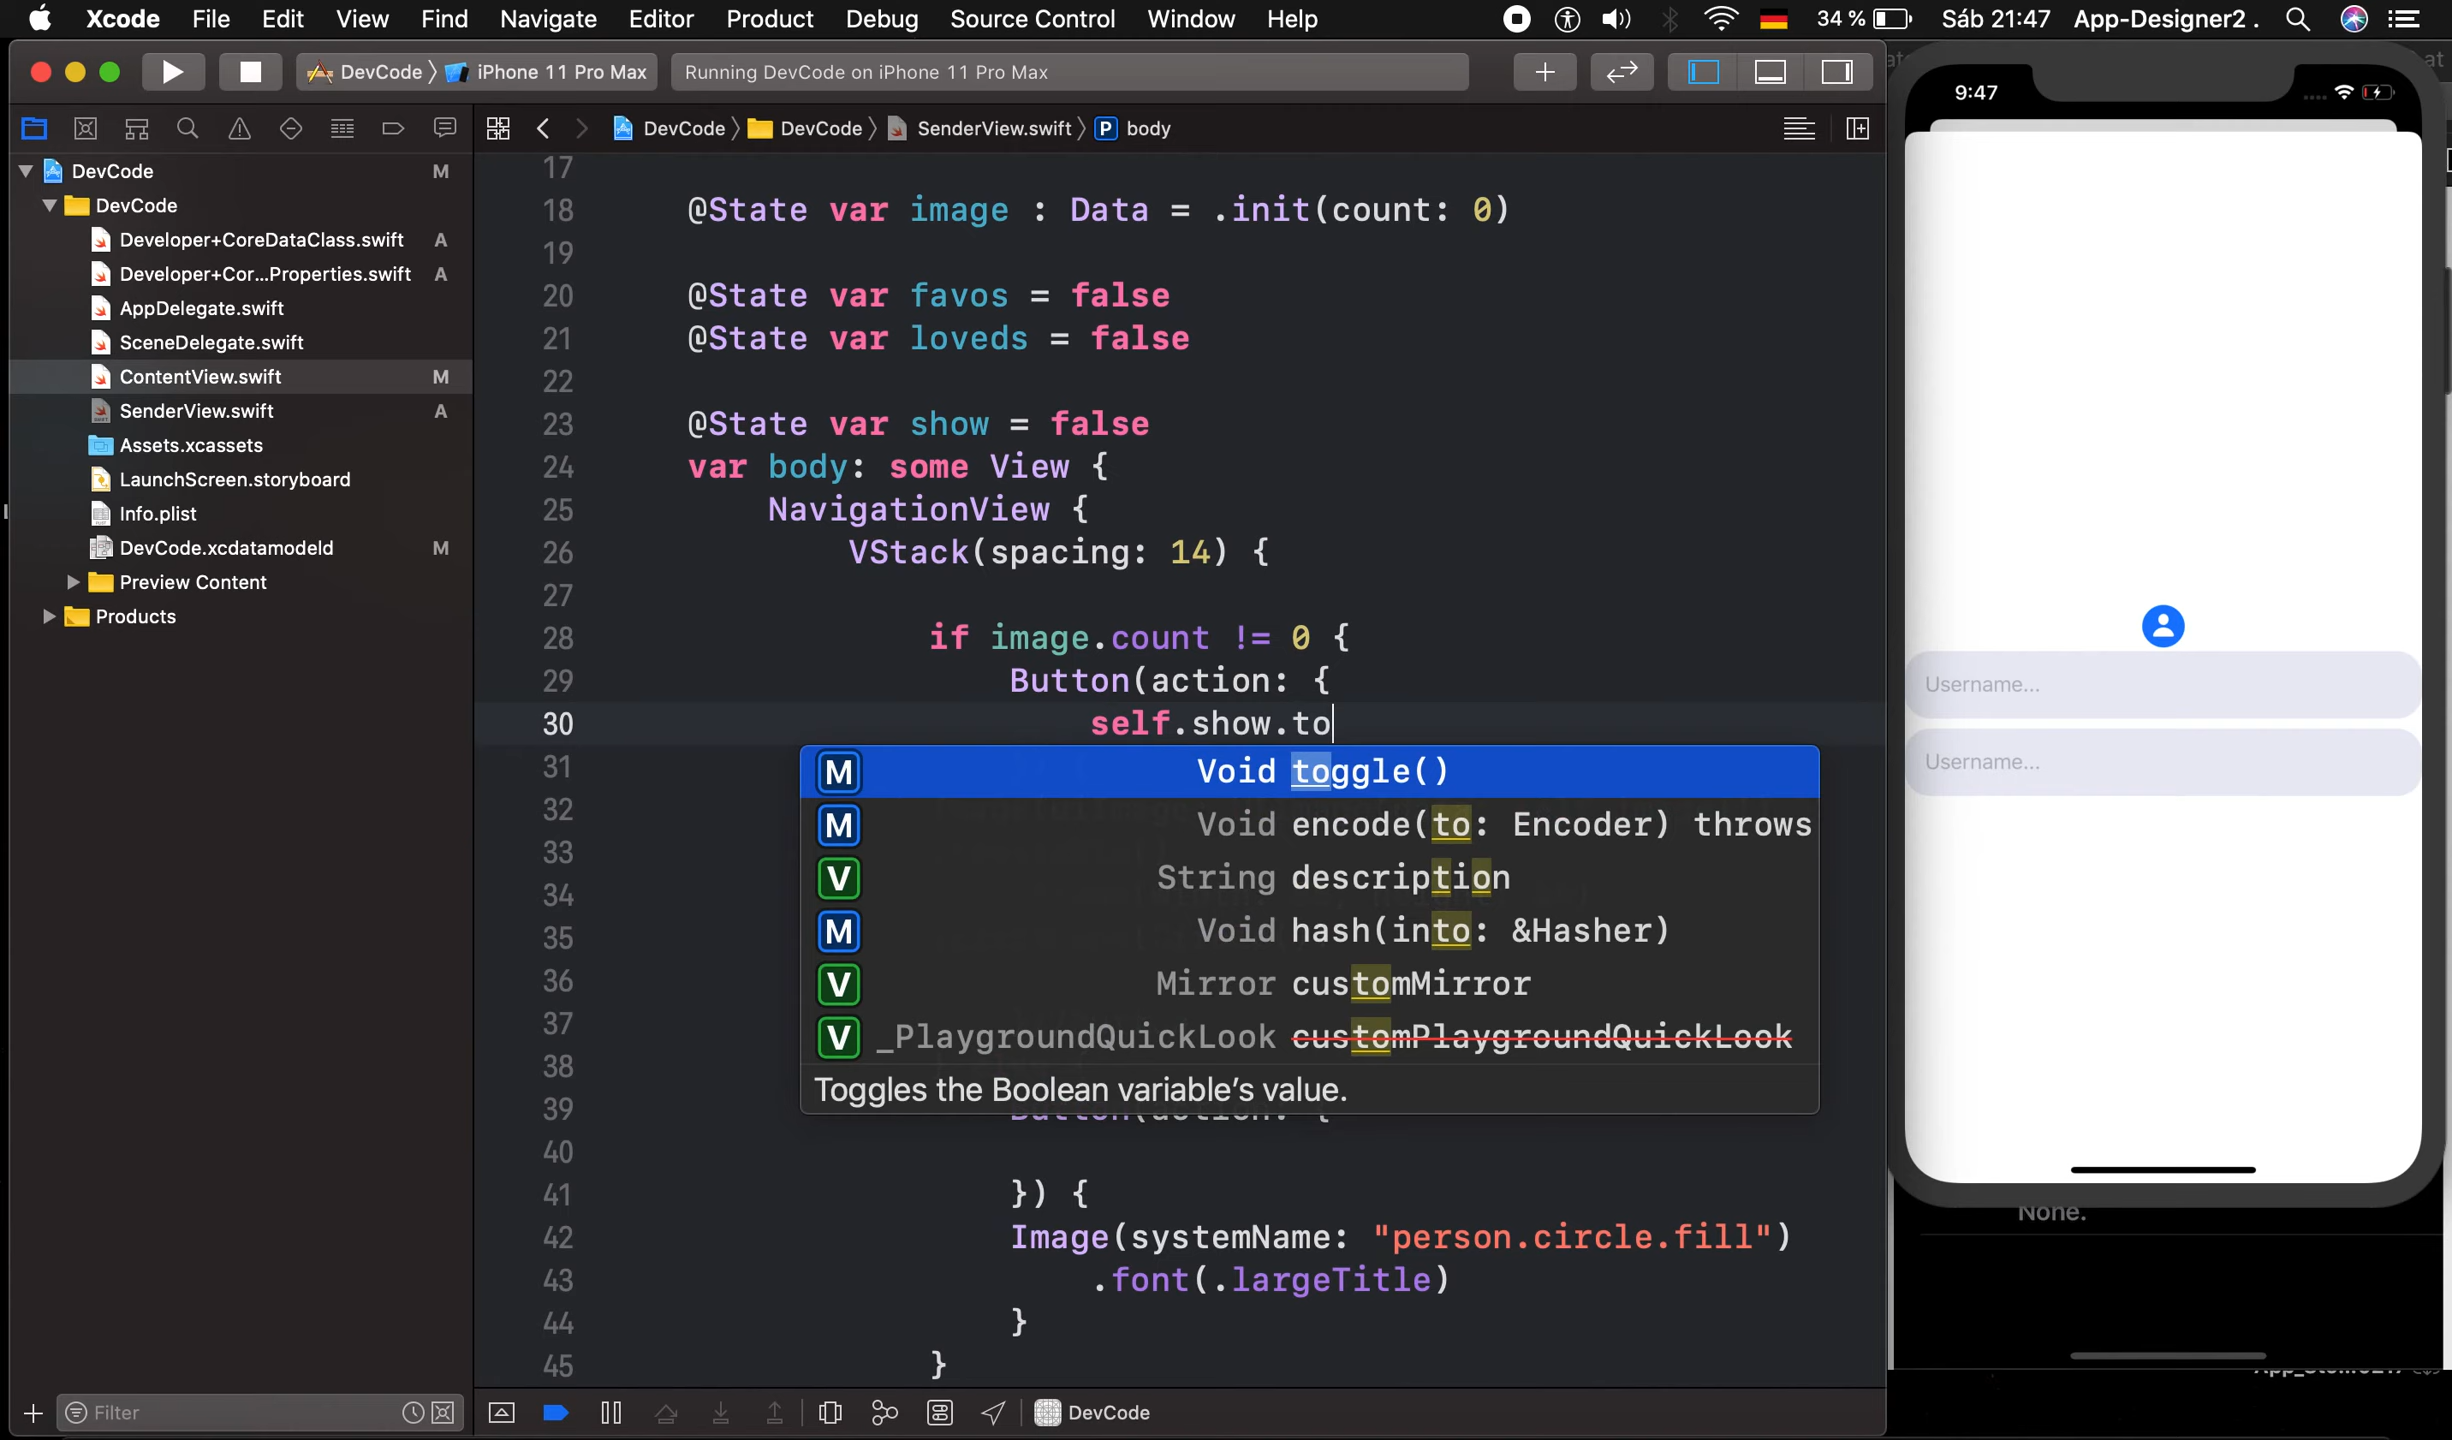 Xcode File Edit View Find Navigate Editor Product Debug Source Control Window Help 34 % Sáb 21:47 App-Designer2 .
DevCode iPhone 11 Pro Max
Running DevCode on iPhone 11 Pro Max
DevCode DevCode SenderView.swift P body
DevCode M
DevCode
Developer+CoreDataClass.swift A
Developer+Cor...Properties.swift A
AppDelegate.swift
SceneDelegate.swift
ContentView.swift M
SenderView.swift A
Assets.xcassets
LaunchScreen.storyboard
Info.plist
DevCode.xcdatamodeld M
Preview Content
Products
Filter
17
18 @State var image : Data = .init(count: 0)
19
20 @State var favos = false
21 @State var loveds = false
22
23 @State var show = false
24 var body: some View {
25 NavigationView {
26 VStack(spacing: 14) {
27
28 if image.count != 0 {
29 Button(action: {
30 self.show.to
31
32
33
34
35
36
37
38
39 Button(action: {
40
41 }) {
42 Image(systemName: "person.circle.fill")
43 .font(.largeTitle)
44 }
45 }
M Void toggle()
M Void encode(to: Encoder) throws
V String description
M Void hash(into: &Hasher)
V Mirror customMirror
V _PlaygroundQuickLook customPlaygroundQuickLook
Toggles the Boolean variable's value.
DevCode
9:47
Username...
Username...
None.